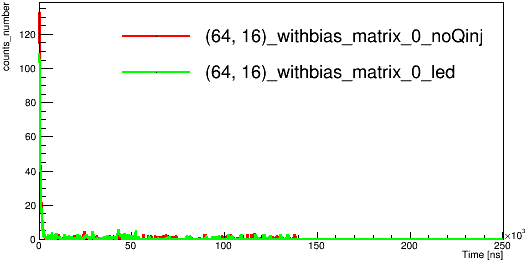 counts_number
(64, 16)_withbias_matrix_0_noQinj
(64, 16)_withbias_matrix_0_led
120
100
80
60
40
20
0
0 50 100 150 200 250
×10³
Time [ns]